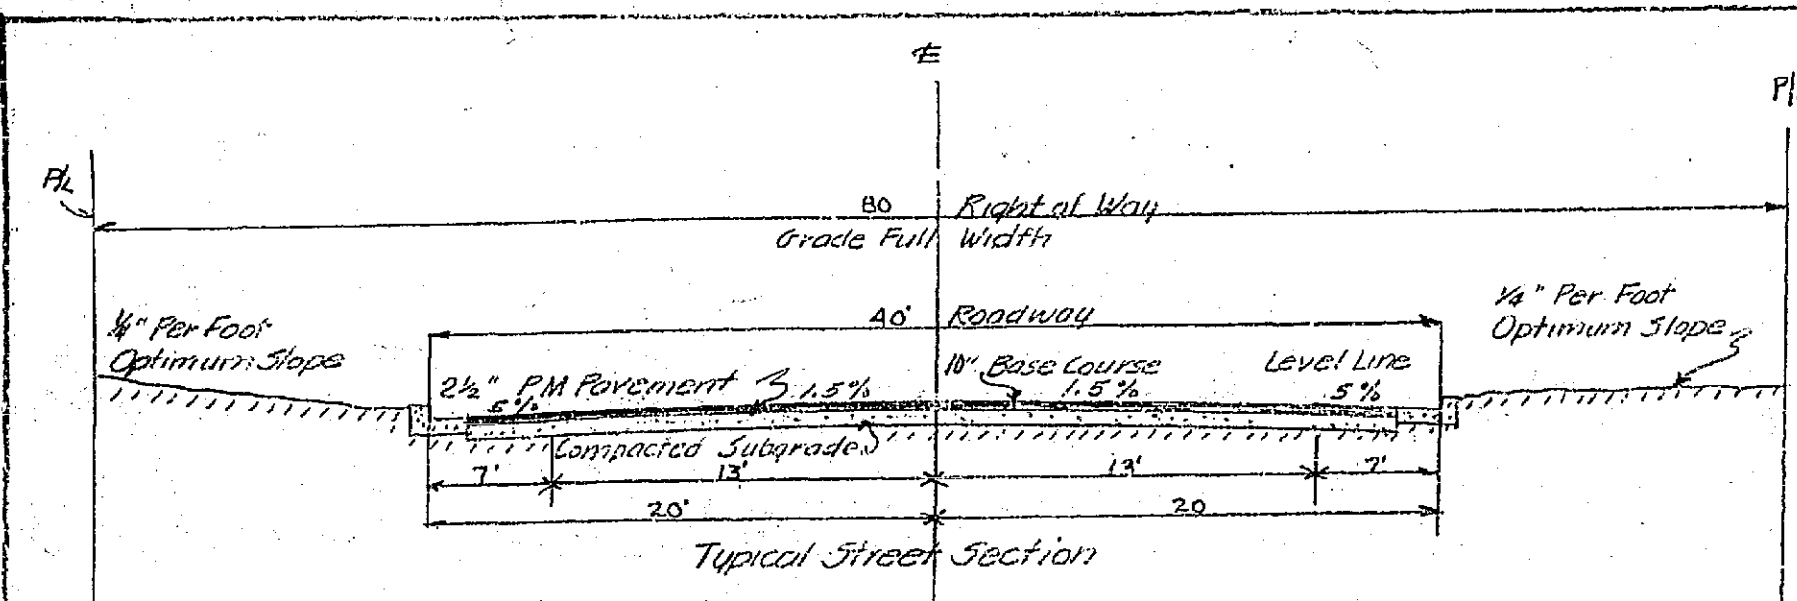 ℄
P/
P/L
80 Right of Way
Grade Full Width
1/4" Per Foot
Optimum Slope
40' Roadway
1/4" Per Foot
Optimum Slope
2½" P.M. Pavement
10" Base Course
Level Line
5% 1.5% 1.5% 5%
Compacted Subgrade
7' 13' 13' 7'
20' 20
Typical Street Section